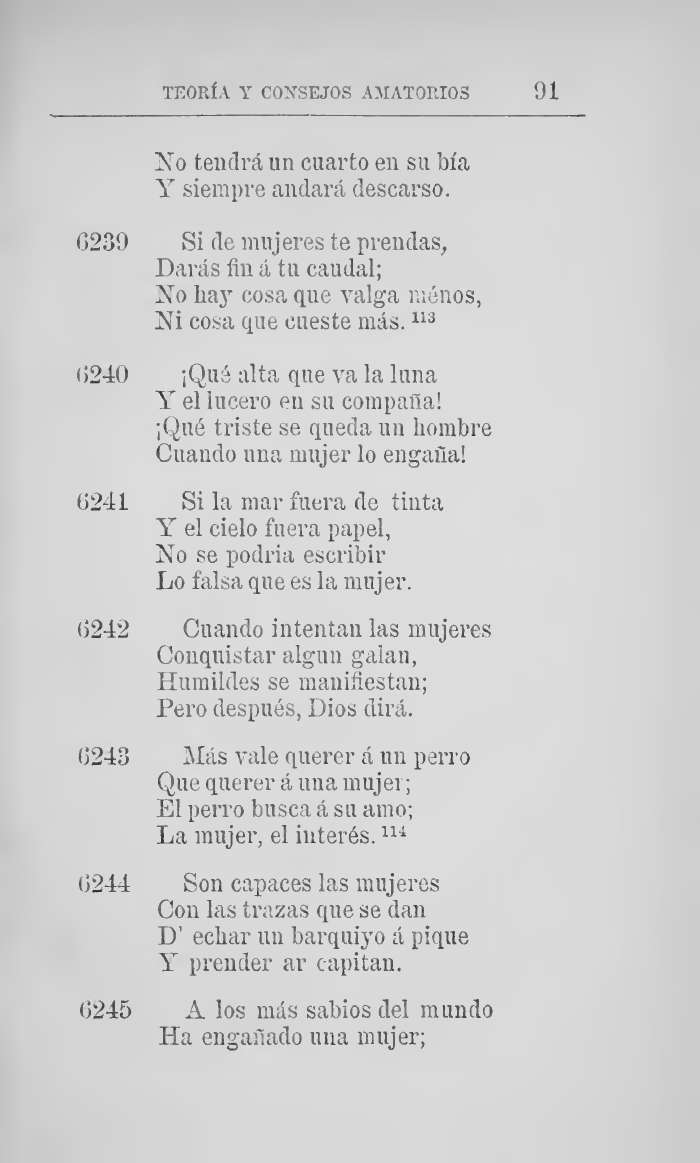 TEORÍA Y CONSEJOS AMATORIOS 91
No tendrá un cuarto en su bía
Y siempre andará descarso.
6239 Si de mujeres te prendas,
Darás fin á tu caudal;
No hay cosa que valga ménos,
Ni cosa que cueste más. 113
6240 ¡Qué alta que va la luna
Y el lucero en su compaña!
¡Qué triste se queda un hombre
Cuando una mujer lo engaña!
6241 Si la mar fuera de tinta
Y el cielo fuera papel,
No se podria escribir
Lo falsa que es la mujer.
6242 Cuando intentan las mujeres
Conquistar algun galan,
Humildes se manifiestan;
Pero después, Dios dirá.
6243 Más vale querer á un perro
Que querer á una mujer;
El perro busca á su amo;
La mujer, el interés. 114
6244 Son capaces las mujeres
Con las trazas que se dan
D' echar un barquiyo á pique
Y prender ar capitan.
6245 A los más sabios del mundo
Ha engañado una mujer;